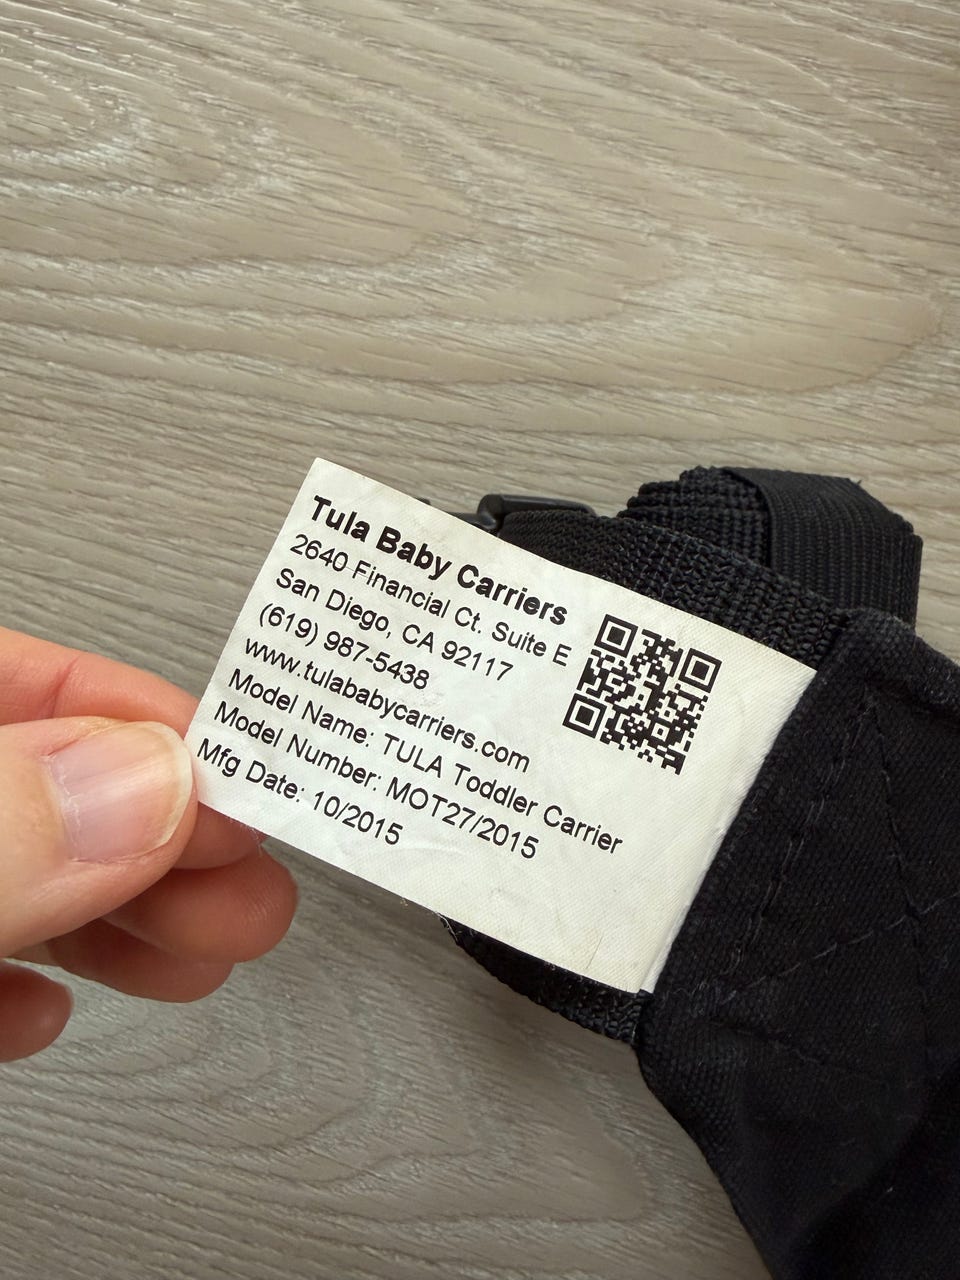 Tula Baby Carriers
2640 Financial Ct. Suite E
San Diego, CA 92117
(619) 987-5438
www.tulababycarriers.com
Model Name: TULA Toddler Carrier
Model Number: MOT27/2015
Mfg Date: 10/2015